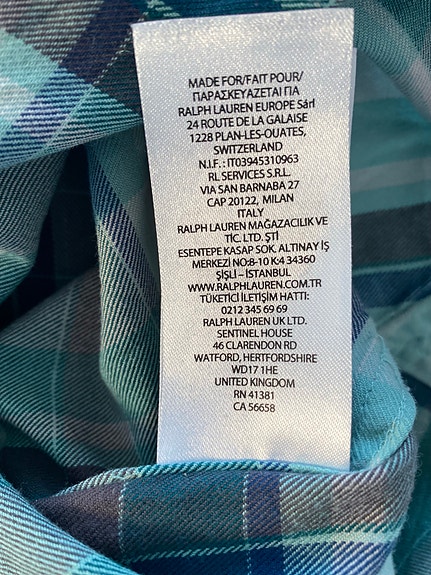 MADE FOR/FAIT POUR/
ΠΑΡΑΣΚΕΥΑΖΕΤΑΙ ΓΙΑ
RALPH LAUREN EUROPE Sárl
24 ROUTE DE LA GALAISE
1228 PLAN-LES-OUATES,
SWITZERLAND
N.I.F. : IT03945310963
RL SERVICES S.R.L.
VIA SAN BARNABA 27
CAP 20122, MILAN
ITALY
RALPH LAUREN MAĞAZACILIK VE
TİC. LTD. ŞTİ
ESENTEPE KASAP SOK. ALTINAY İŞ
MERKEZİ NO:8-10 K:4 34360
ŞİŞLİ – İSTANBUL
WWW.RALPHLAUREN.COM.TR
TÜKETİCİ İLETİŞİM HATTI:
0212 345 69 69
RALPH LAUREN UK LTD.
SENTINEL HOUSE
46 CLARENDON RD
WATFORD, HERTFORDSHIRE
WD17 1HE
UNITED KINGDOM
RN 41381
CA 56658